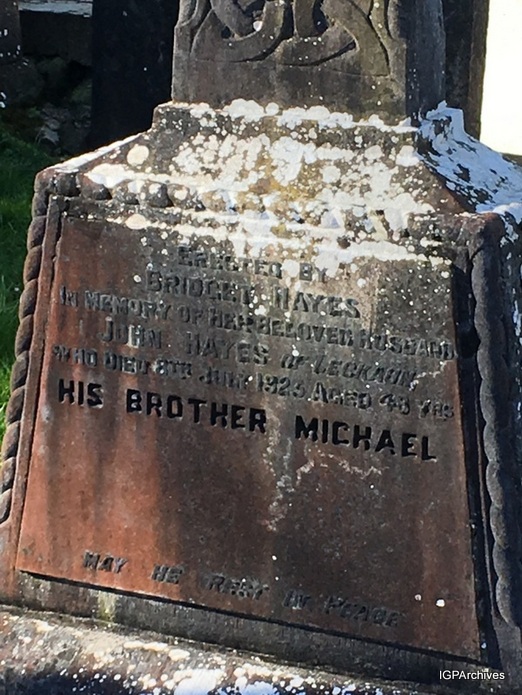 ERECTED BY
BRIDGET HAYES
IN MEMORY OF HER BELOVED HUSBAND
JOHN HAYES OF LECKAUN
WHO DIED 8TH JULY 1925 AGED 48 YRS
HIS BROTHER MICHAEL
MAY HE REST IN PEACE
IGPArchives